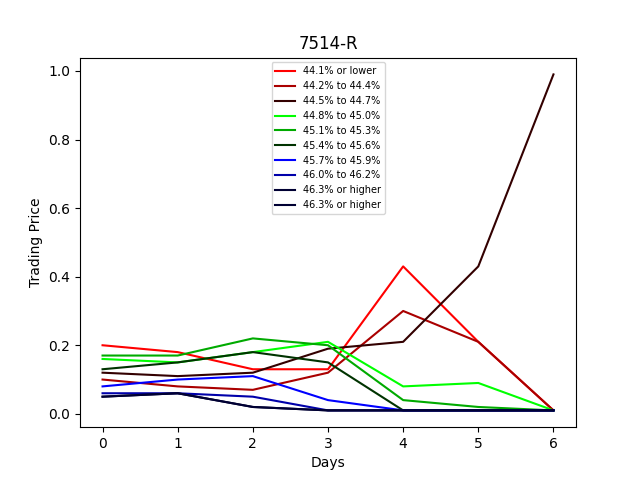 7514-R
Trading Price
1.0
0.8
0.6
0.4
0.2
0.0
44.1% or lower
44.2% to 44.4%
44.5% to 44.7%
44.8% to 45.0%
45.1% to 45.3%
45.4% to 45.6%
45.7% to 45.9%
46.0% to 46.2%
46.3% or higher
46.3% or higher
0 1 2 3 4 5 6
Days